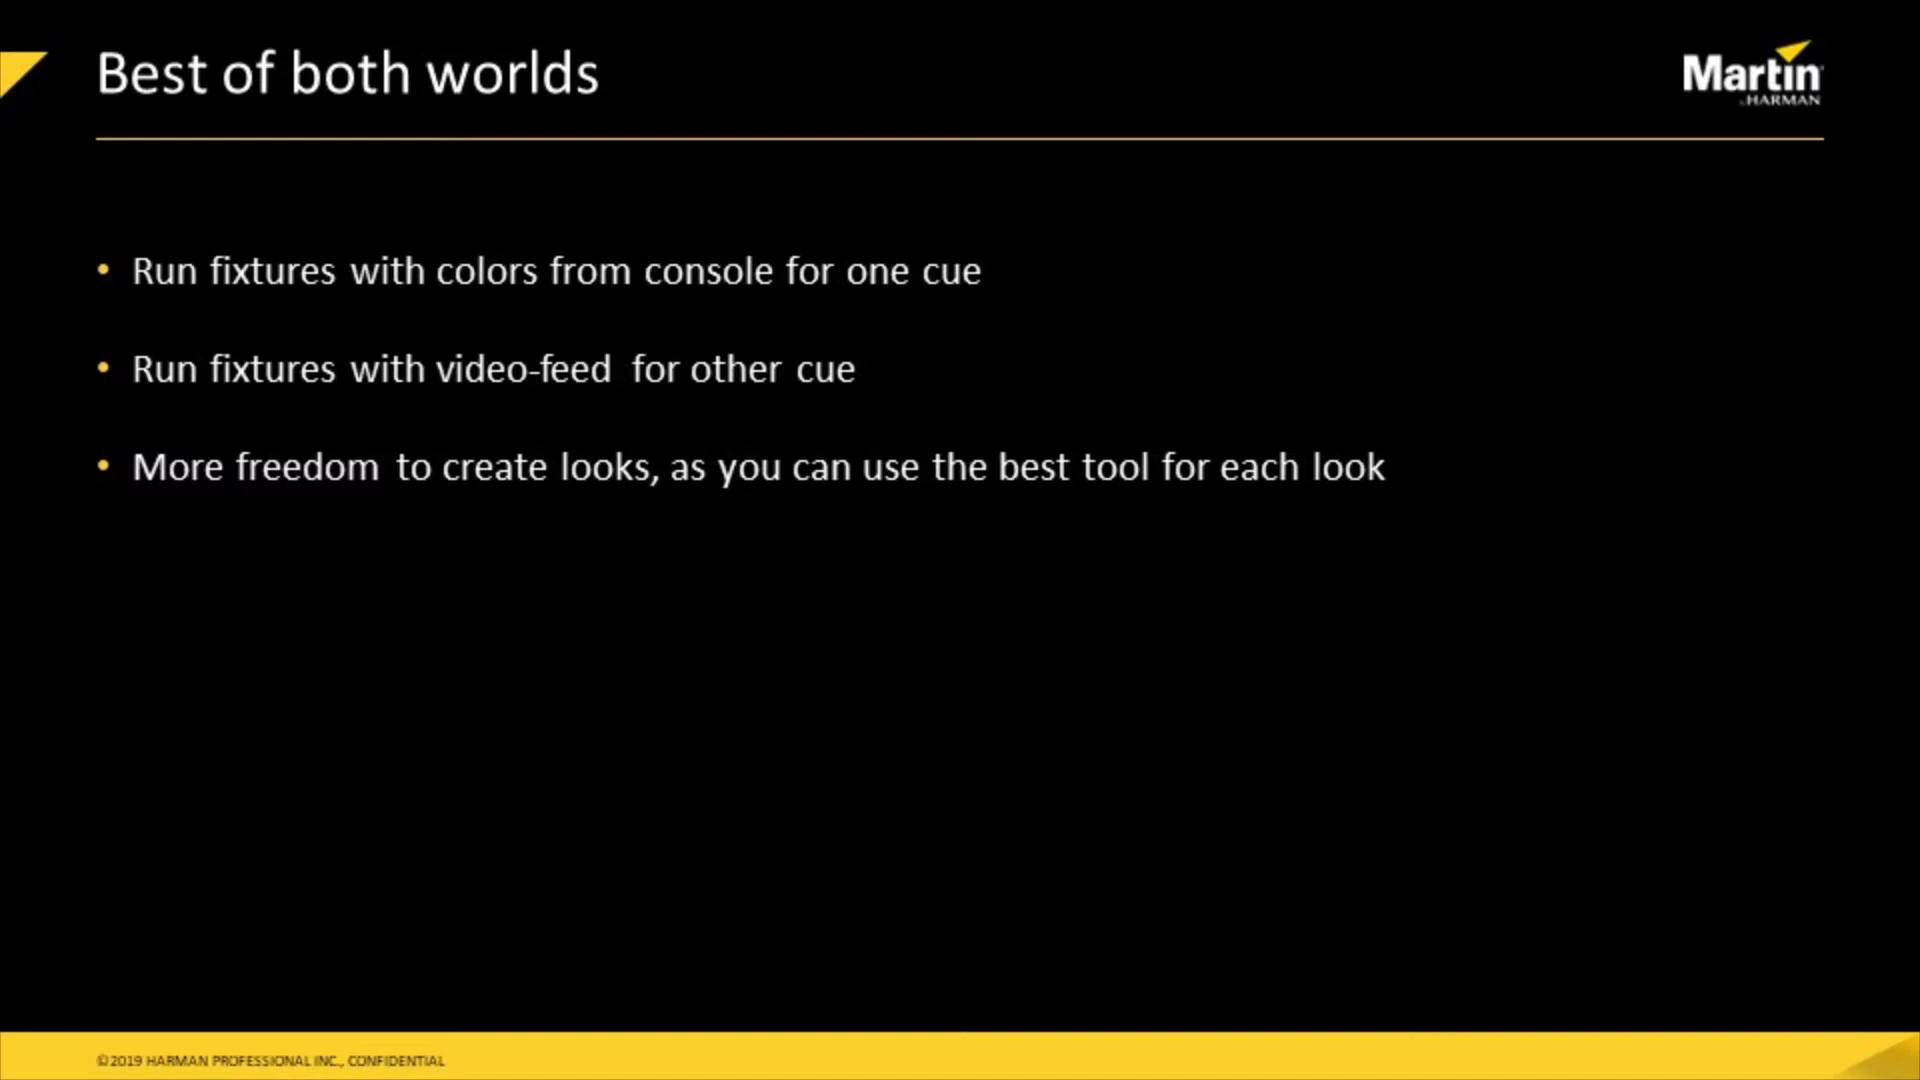 Best of both worlds
Martin
by HARMAN
• Run fixtures with colors from console for one cue
• Run fixtures with video-feed for other cue
• More freedom to create looks, as you can use the best tool for each look
©2019 HARMAN PROFESSIONAL INC., CONFIDENTIAL